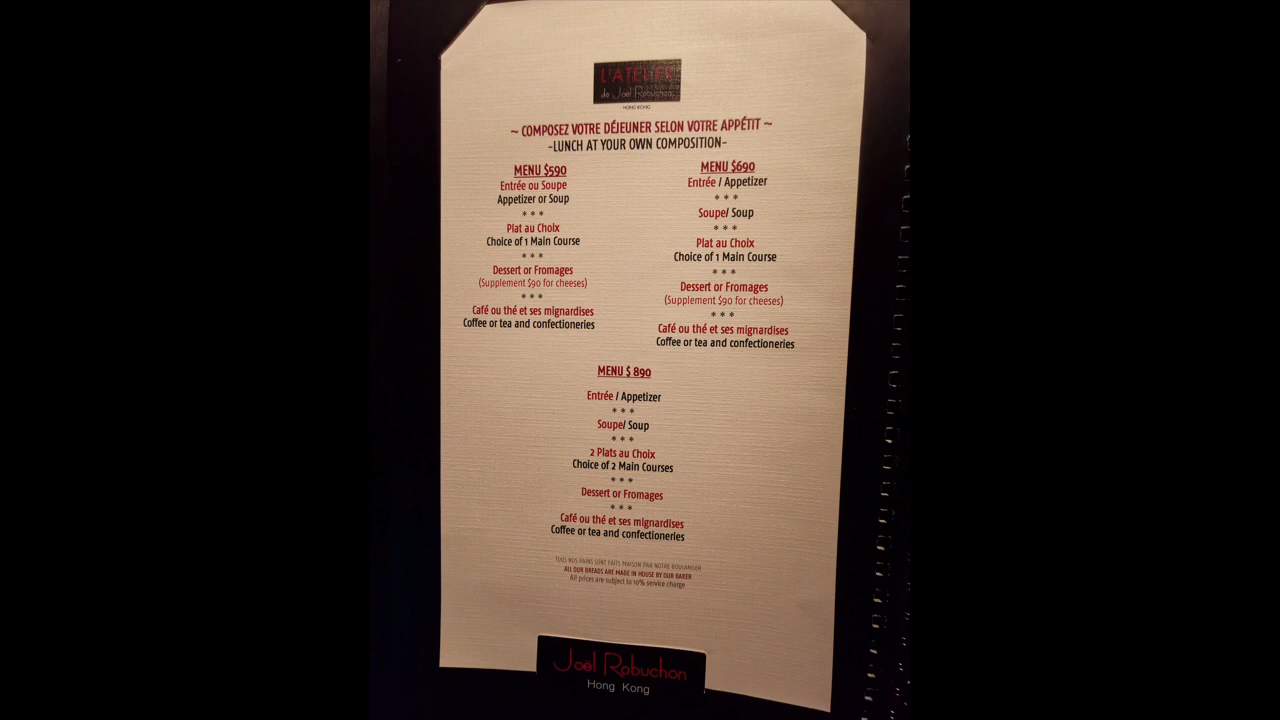 L'ATELIER
de Joël Robuchon
HONG KONG
~ COMPOSEZ VOTRE DÉJEUNER SELON VOTRE APPÉTIT ~
-LUNCH AT YOUR OWN COMPOSITION-
MENU $590
Entrée ou Soupe
Appetizer or Soup
* * *
Plat au Choix
Choice of 1 Main Course
* * *
Dessert or Fromages
(Supplement $90 for cheeses)
* * *
Café ou thé et ses mignardises
Coffee or tea and confectioneries
MENU $690
Entrée / Appetizer
* * *
Soupe/ Soup
* * *
Plat au Choix
Choice of 1 Main Course
* * *
Dessert or Fromages
(Supplement $90 for cheeses)
* * *
Café ou thé et ses mignardises
Coffee or tea and confectioneries
MENU $ 890
Entrée / Appetizer
* * *
Soupe/ Soup
* * *
2 Plats au Choix
Choice of 2 Main Courses
* * *
Dessert or Fromages
* * *
Café ou thé et ses mignardises
Coffee or tea and confectioneries
TOUS NOS PAINS SONT FAITS MAISON PAR NOTRE BOULANGER
ALL OUR BREADS ARE MADE IN HOUSE BY OUR BAKER
All prices are subject to 10% service charge
Joël Robuchon
Hong Kong